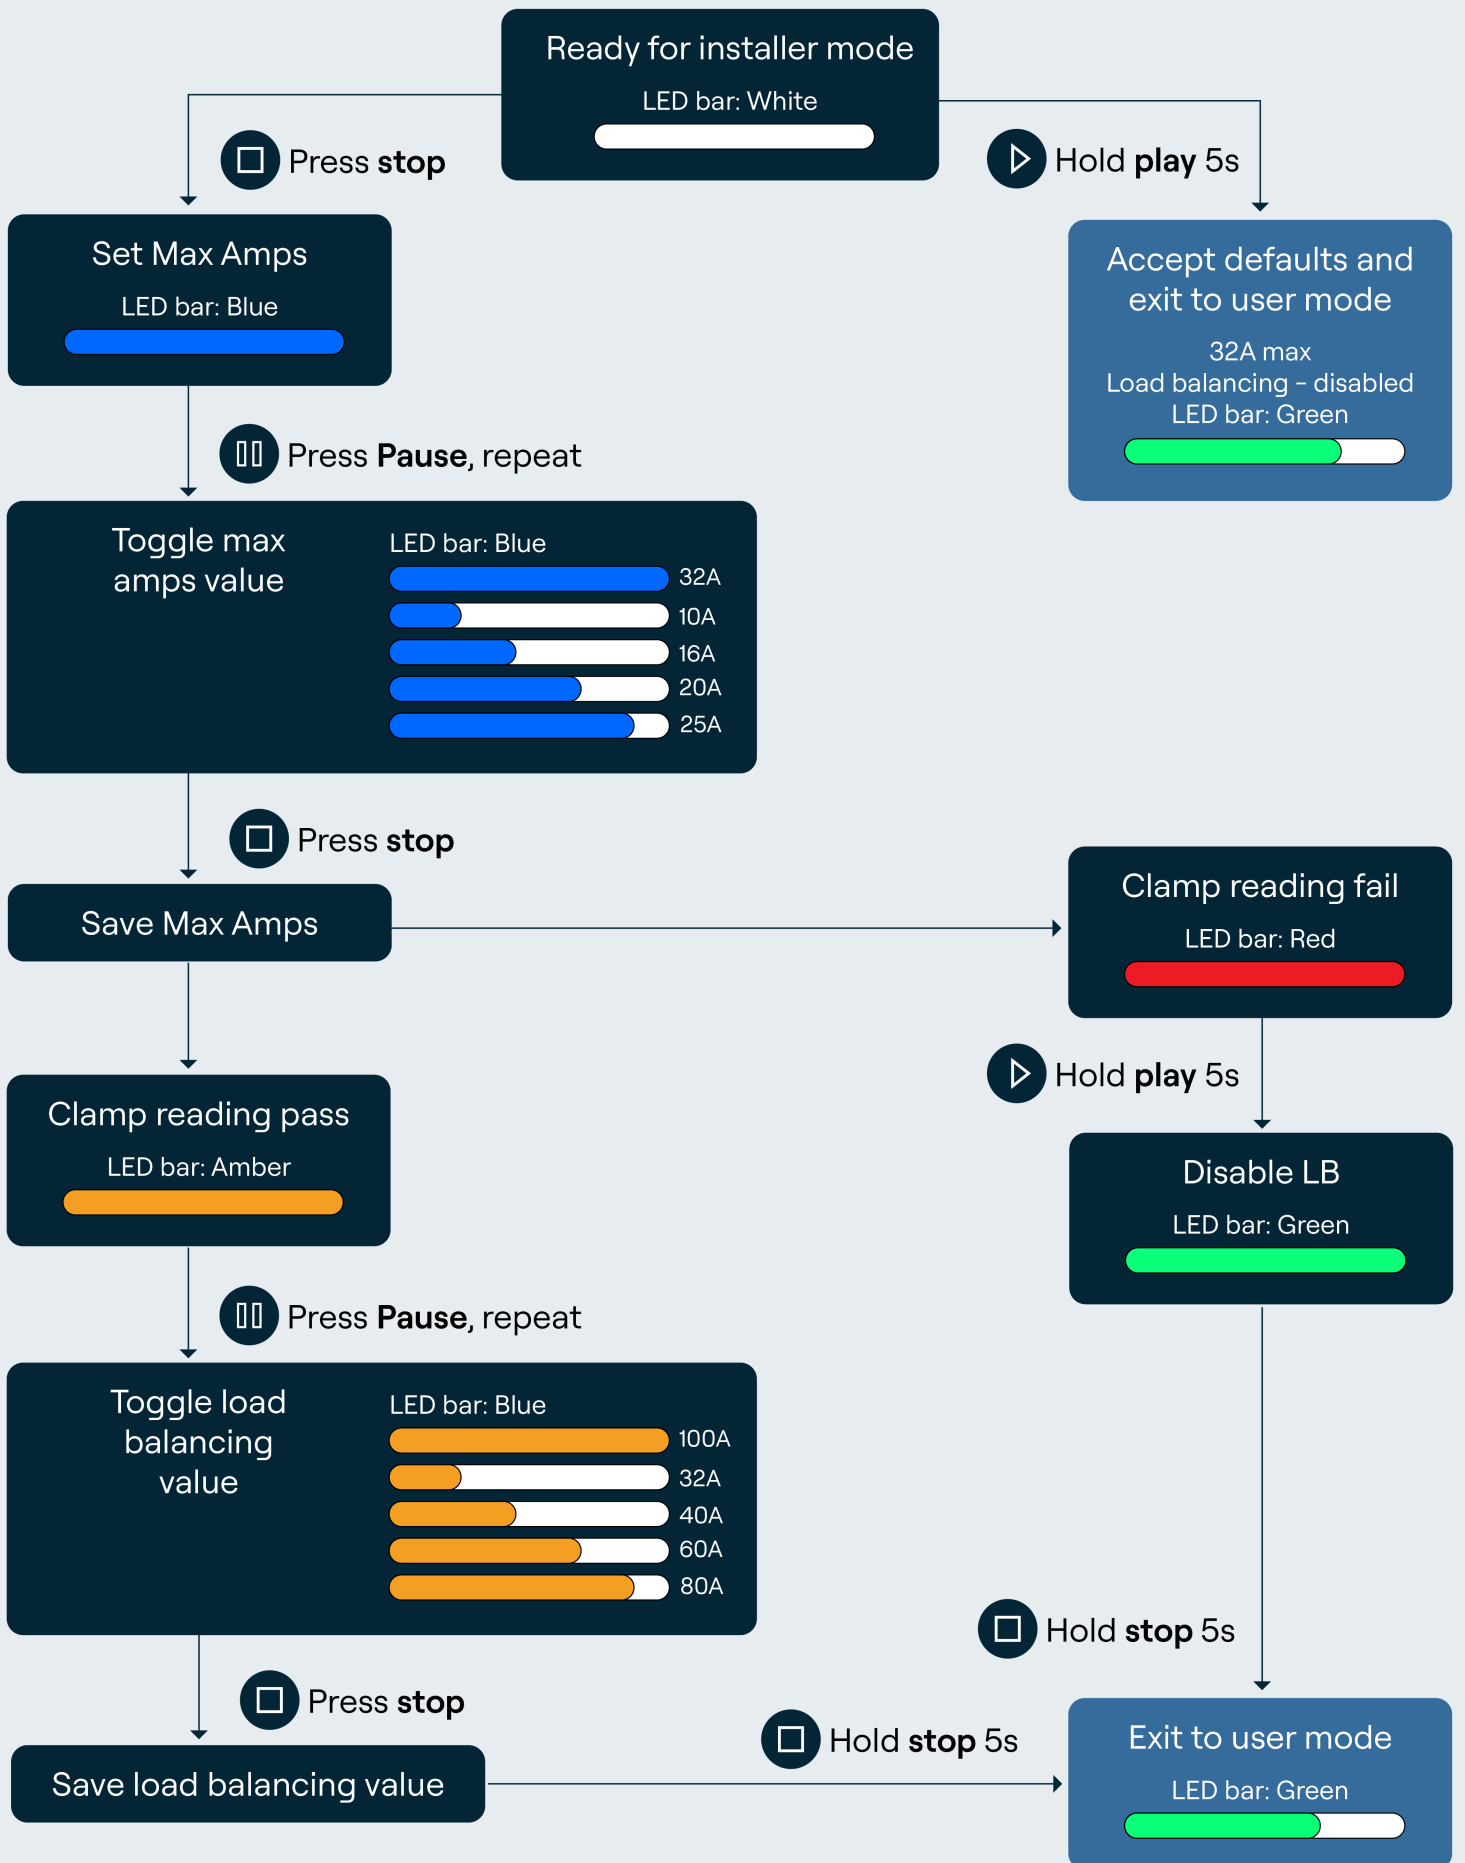 Ready for installer mode
LED bar: White
Press stop
Hold play 5s
Set Max Amps
LED bar: Blue
Accept defaults and
exit to user mode
32A max
Load balancing - disabled
LED bar: Green
Press Pause, repeat
Toggle max
amps value
LED bar: Blue
32A
10A
16A
20A
25A
Press stop
Save Max Amps
Clamp reading fail
LED bar: Red
Hold play 5s
Clamp reading pass
LED bar: Amber
Disable LB
LED bar: Green
Press Pause, repeat
Toggle load
balancing
value
LED bar: Blue
100A
32A
40A
60A
80A
Hold stop 5s
Press stop
Hold stop 5s
Save load balancing value
Exit to user mode
LED bar: Green